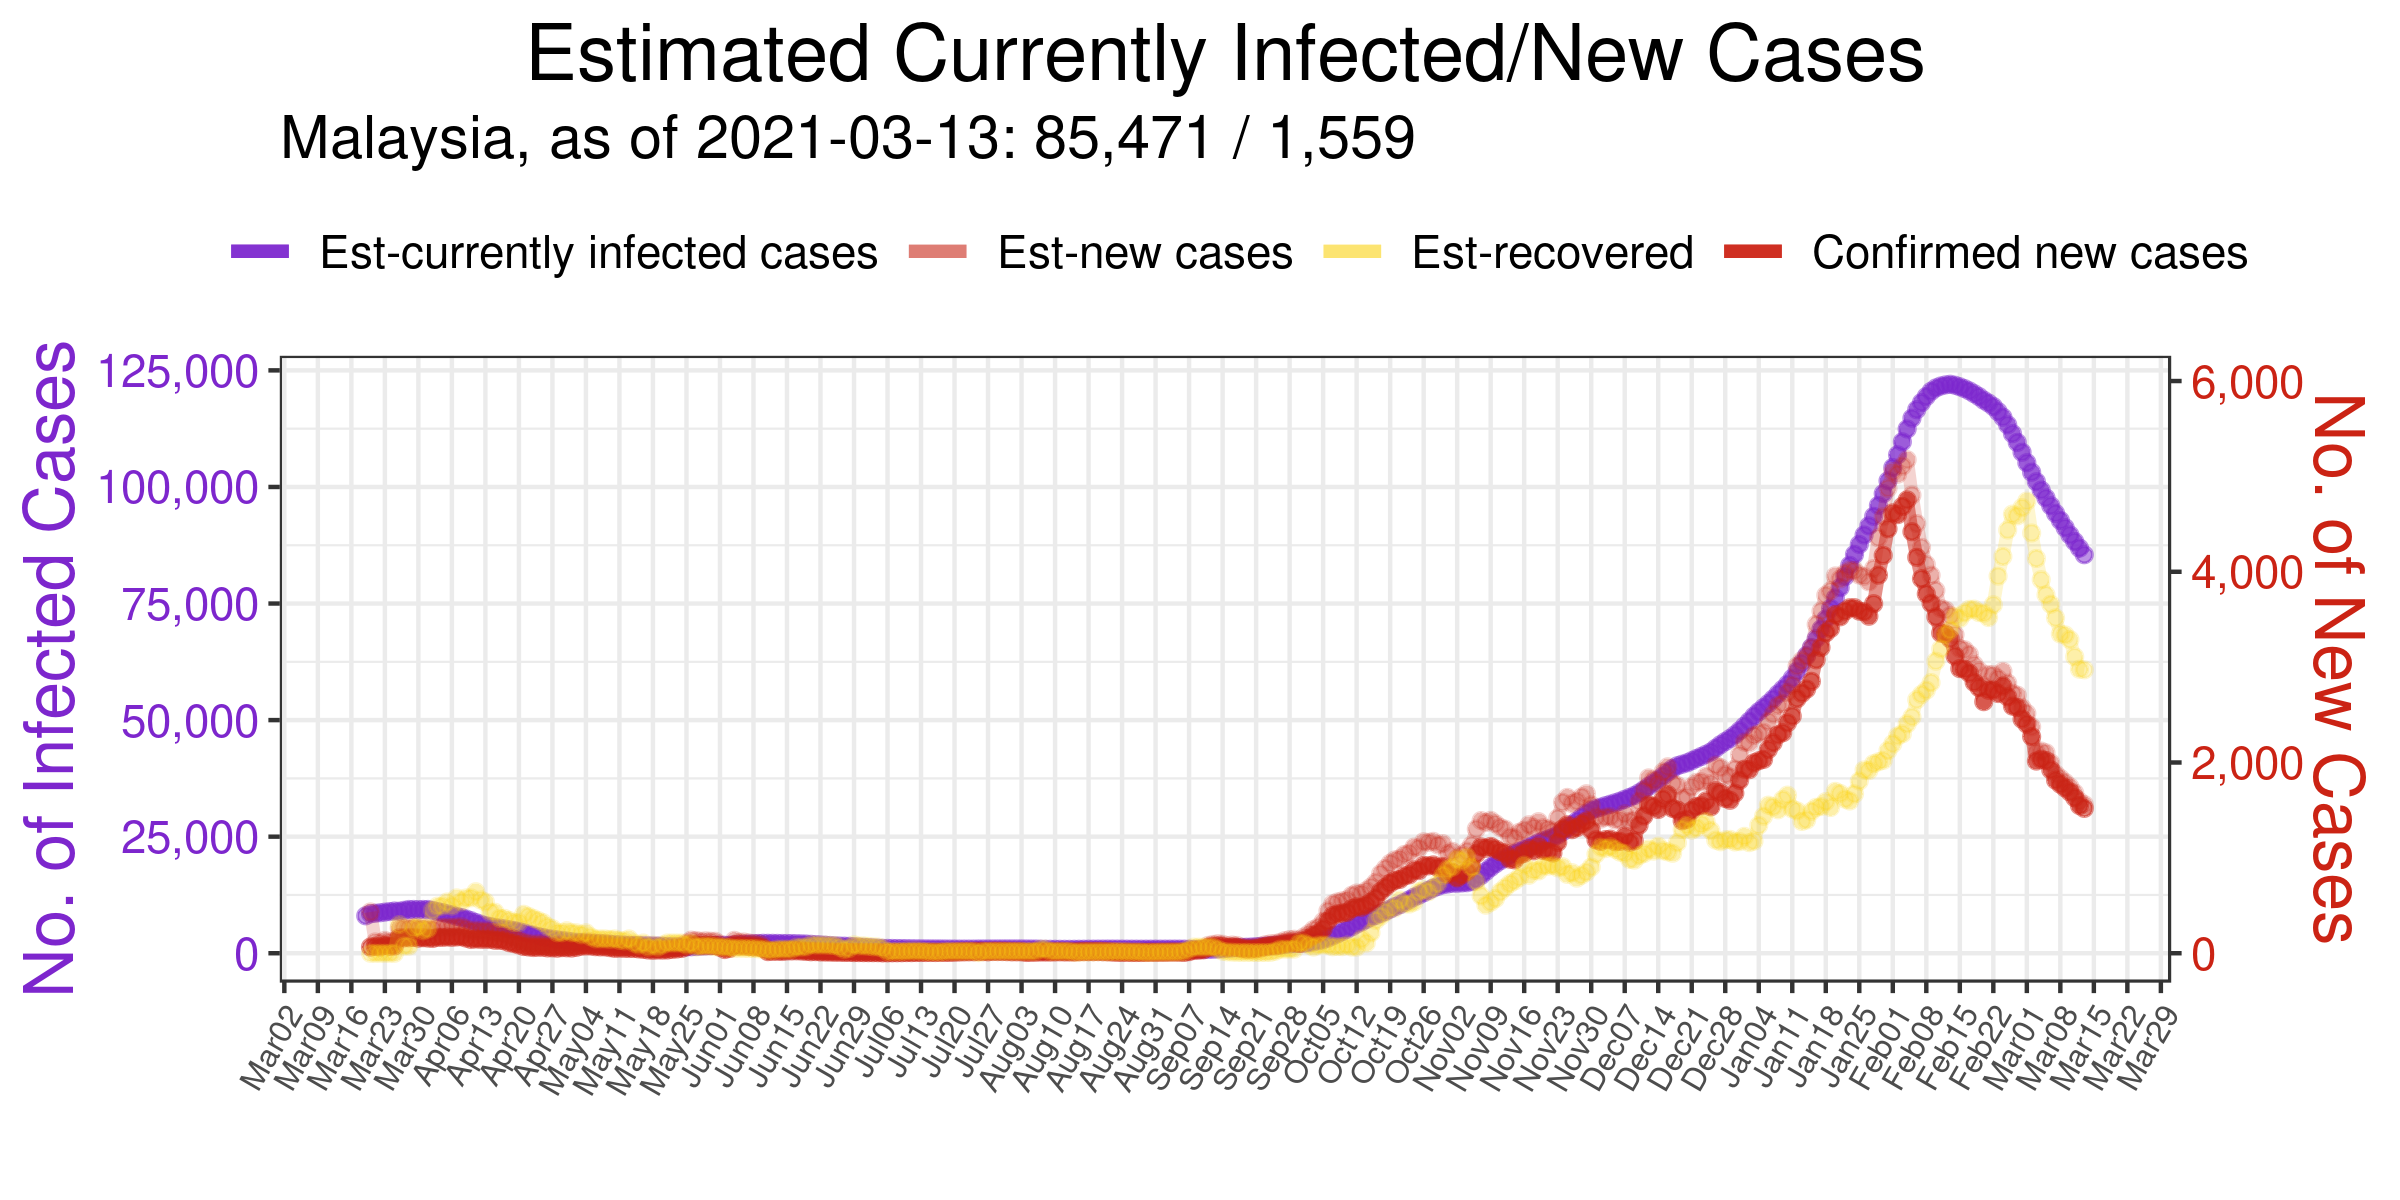 Estimated Currently Infected/New Cases
Malaysia, as of 2021-03-13: 85,471 / 1,559
Est-currently infected cases Est-new cases Est-recovered Confirmed new cases
No. of Infected Cases
125,000
100,000
75,000
50,000
25,000
0
6,000
4,000
2,000
0
No. of New Cases
Mar02 Mar09 Mar16 Mar23 Mar30 Apr06 Apr13 Apr20 Apr27 May04 May11 May18 May25 Jun01 Jun08 Jun15 Jun22 Jun29 Jul06 Jul13 Jul20 Jul27 Aug03 Aug10 Aug17 Aug24 Aug31 Sep07 Sep14 Sep21 Sep28 Oct05 Oct12 Oct19 Oct26 Nov02 Nov09 Nov16 Nov23 Nov30 Dec07 Dec14 Dec21 Dec28 Jan04 Jan11 Jan18 Jan25 Feb01 Feb08 Feb15 Feb22 Mar01 Mar08 Mar15 Mar22 Mar29